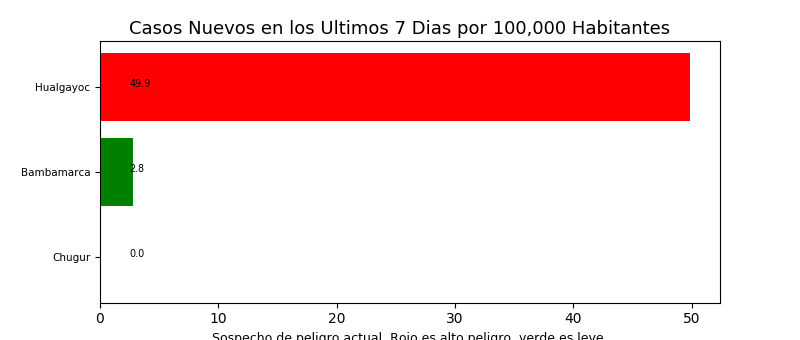 Casos Nuevos en los Ultimos 7 Dias por 100,000 Habitantes
Hualgayoc
49.9
Bambamarca
2.8
Chugur
0.0
0 10 20 30 40 50
Sospecho de peligro actual. Rojo es alto peligro, verde es leve